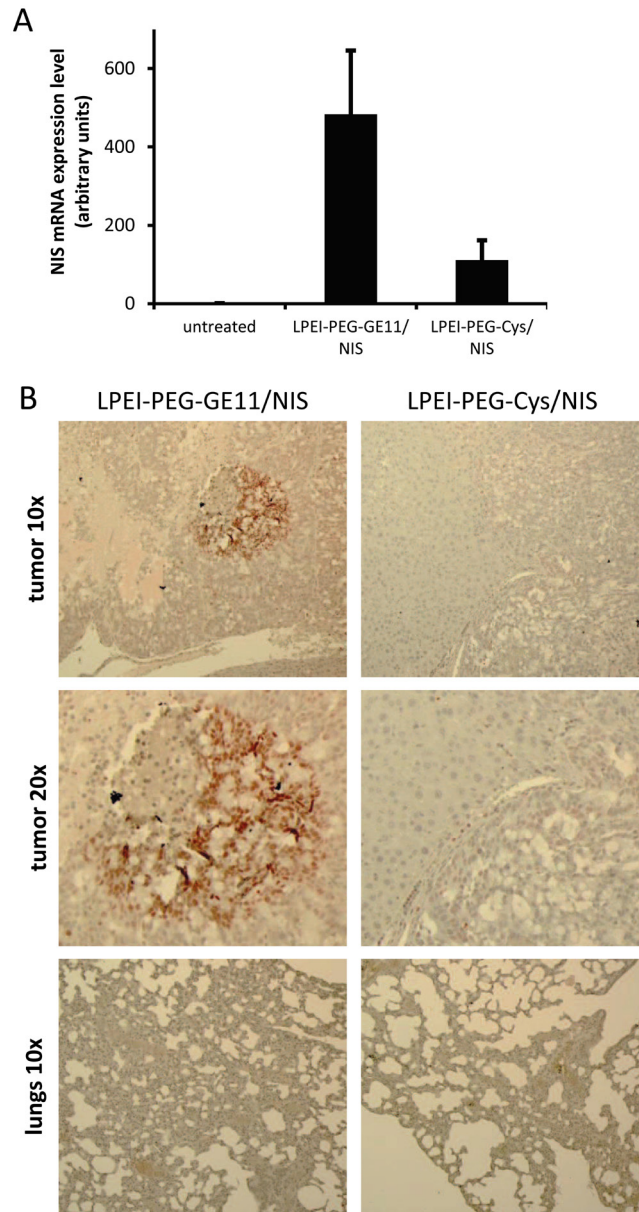 A
NIS mRNA expression level
(arbitrary units)
600
400
200
0
untreated
LPEI-PEG-GE11/
NIS
LPEI-PEG-Cys/
NIS
B
LPEI-PEG-GE11/NIS
LPEI-PEG-Cys/NIS
tumor 10x
tumor 20x
lungs 10x